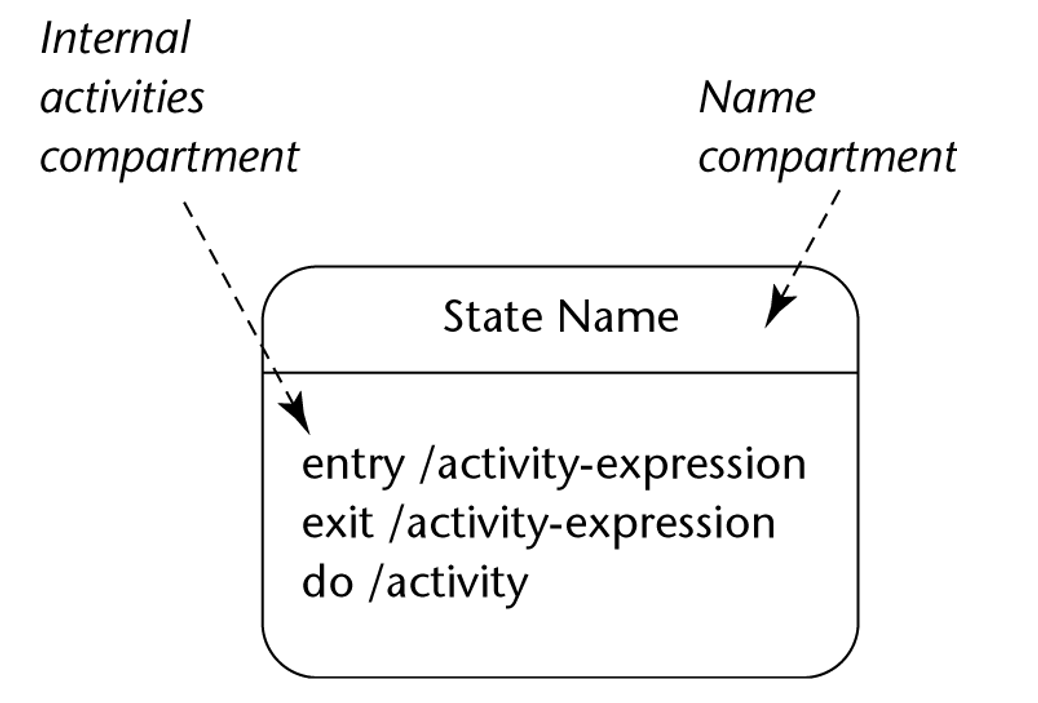 Internal
activities
compartment
Name
compartment
State Name
entry /activity-expression
exit /activity-expression
do /activity